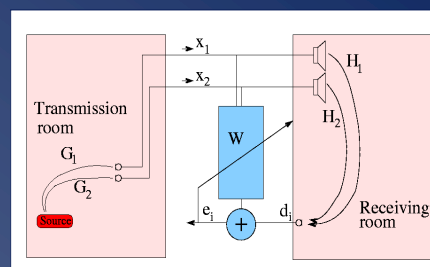 x1
x2
H1
H2
Transmission
room
W
G1
G2
Source
ei
+
di
Receiving
room